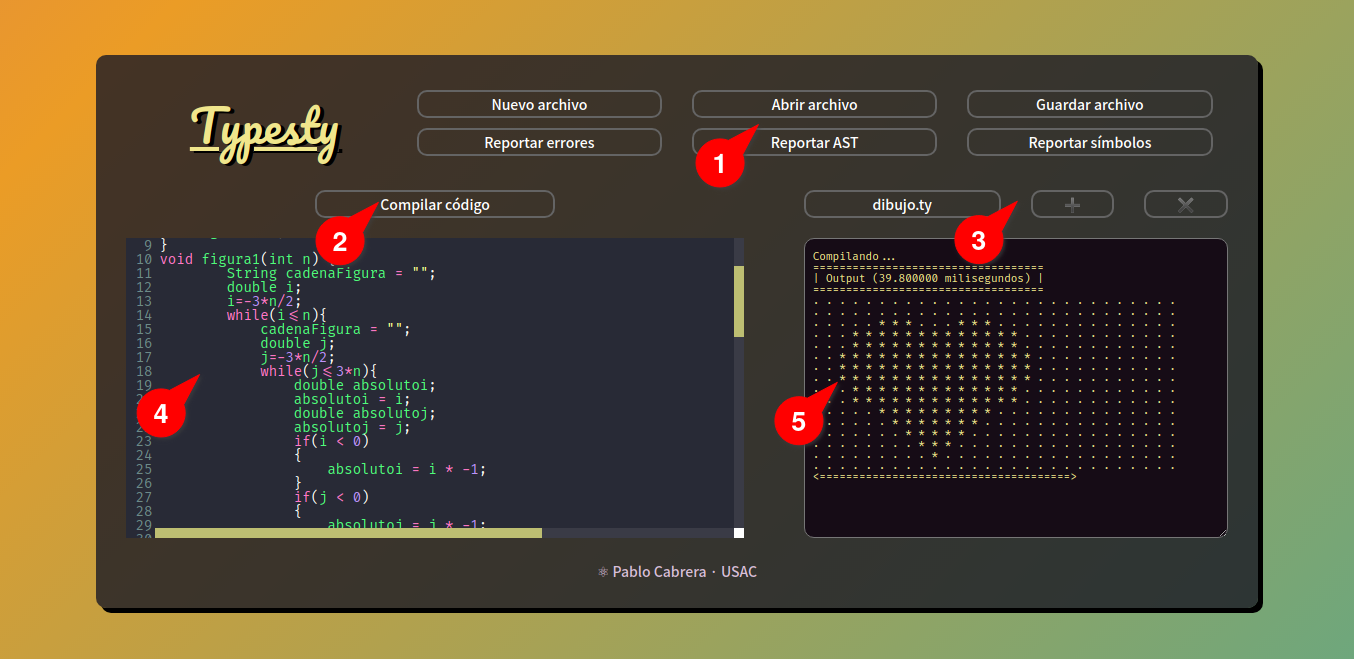 Typesty
Nuevo archivo
Abrir archivo
Guardar archivo
Reportar errores
Reportar AST
Reportar símbolos
1
Compilar código
dibujo.ty
+
×
2
3
9 }
10 void figura1(int n) {
11 String cadenaFigura = "";
12 double i;
13 i=-3*n/2;
14 while(i<=n){
15 cadenaFigura = "";
16 double j;
17 j=-3*n/2;
18 while(j<=3*n){
19 double absolutoi;
absolutoi = i;
double absolutoj;
absolutoj = j;
23 if(i < 0)
24 {
25 absolutoi = i * -1;
26 }
27 if(j < 0)
28 {
29 absolutoj = j * -1;
4
Compilando...
===================================
| Output (39.800000 milisegundos) |
===================================
. . . . . . . . . . . . . . . . . . . . . . . . . . . .
. . . . . . . . . . . . . . . . . . . . . . . . . . . .
. . . . . * * * . . . * * * . . . . . . . . . . . . . .
. . . * * * * * * * * * * * * * . . . . . . . . . . . .
. . . * * * * * * * * * * * * * . . . . . . . . . . . .
. . * * * * * * * * * * * * * * * . . . . . . . . . . .
. . * * * * * * * * * * * * * * * . . . . . . . . . . .
. . * * * * * * * * * * * * * * * . . . . . . . . . . .
. . . * * * * * * * * * * * * * . . . . . . . . . . . .
. * * * * * * * * * * * * * . . . . . . . . . . . .
. . . * * * * * * * * * . . . . . . . . . . . . . .
. . . . * * * * * * * . . . . . . . . . . . . . . .
. . . . . * * * * * . . . . . . . . . . . . . . . .
. . . . . . * * * . . . . . . . . . . . . . . . . .
. . . . . . . . . * . . . . . . . . . . . . . . . . . .
. . . . . . . . . . . . . . . . . . . . . . . . . . . .
<======================================>
5
⚛ Pablo Cabrera · USAC